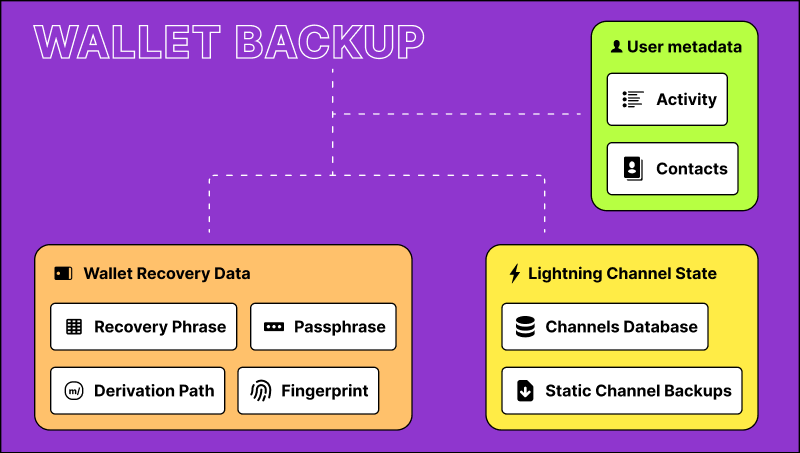 WALLET BACKUP
User metadata
Activity
Contacts
Wallet Recovery Data
Recovery Phrase
Passphrase
m/ Derivation Path
Fingerprint
Lightning Channel State
Channels Database
Static Channel Backups